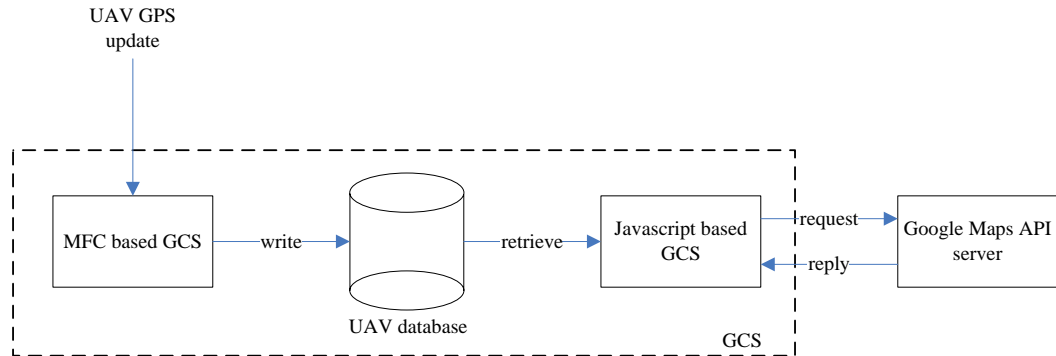 UAV GPS
update
MFC based GCS
write
UAV database
retrieve
Javascript based
GCS
request
reply
Google Maps API
server
GCS